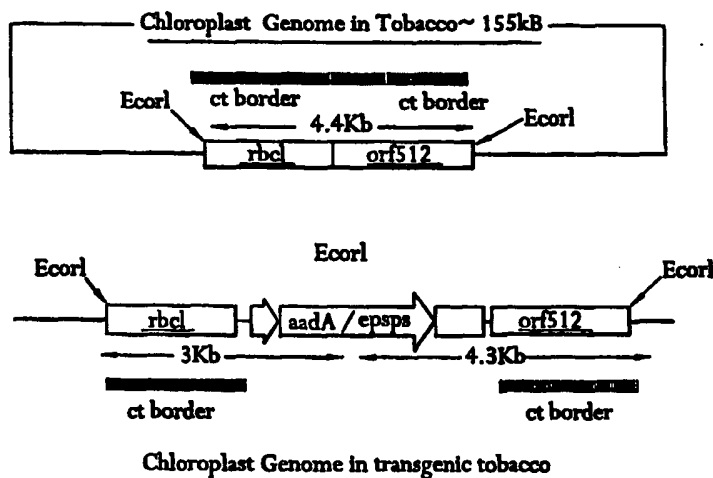 Chloroplast Genome in Tobacco~ 155kB
ct border ct border
EcorI EcorI
4.4Kb
rbcl orf512
EcorI
EcorI EcorI
rbcl aadA / epsps orf512
3Kb 4.3Kb
ct border ct border
Chloroplast Genome in transgenic tobacco